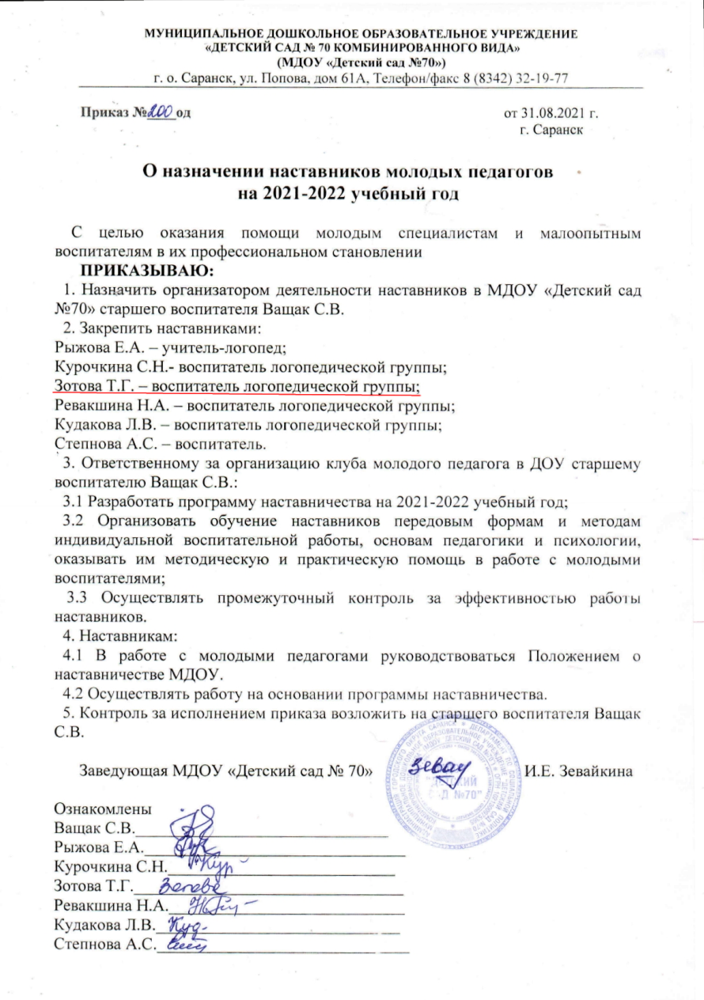 МУНИЦИПАЛЬНОЕ ДОШКОЛЬНОЕ ОБРАЗОВАТЕЛЬНОЕ УЧРЕЖДЕНИЕ
«ДЕТСКИЙ САД № 70 КОМБИНИРОВАННОГО ВИДА»
(МДОУ «Детский сад №70»)
г. о. Саранск, ул. Попова, дом 61А, Телефон/факс 8 (8342) 32-19-77
Приказ № 200 од от 31.08.2021 г.
г. Саранск
О назначении наставников молодых педагогов
на 2021-2022 учебный год
С целью оказания помощи молодым специалистам и малоопытным
воспитателям в их профессиональном становлении
ПРИКАЗЫВАЮ:
1. Назначить организатором деятельности наставников в МДОУ «Детский сад
№70» старшего воспитателя Ващак С.В.
2. Закрепить наставниками:
Рыжова Е.А. – учитель-логопед;
Курочкина С.Н.- воспитатель логопедической группы;
Зотова Т.Г. – воспитатель логопедической группы;
Ревакшина Н.А. – воспитатель логопедической группы;
Кудакова Л.В. – воспитатель логопедической группы;
Степнова А.С. – воспитатель.
3. Ответственному за организацию клуба молодого педагога в ДОУ старшему
воспитателю Ващак С.В.:
3.1 Разработать программу наставничества на 2021-2022 учебный год;
3.2 Организовать обучение наставников передовым формам и методам
индивидуальной воспитательной работы, основам педагогики и психологии,
оказывать им методическую и практическую помощь в работе с молодыми
воспитателями;
3.3 Осуществлять промежуточный контроль за эффективностью работы
наставников.
4. Наставникам:
4.1 В работе с молодыми педагогами руководствоваться Положением о
наставничестве МДОУ.
4.2 Осуществлять работу на основании программы наставничества.
5. Контроль за исполнением приказа возложить на старшего воспитателя Ващак
С.В.
Заведующая МДОУ «Детский сад № 70» И.Е. Зевайкина
"ДЕТСКИЙ
САД №70"
Ознакомлены
Ващак С.В.
Рыжова Е.А.
Курочкина С.Н.
Зотова Т.Г.
Ревакшина Н.А.
Кудакова Л.В.
Степнова А.С.